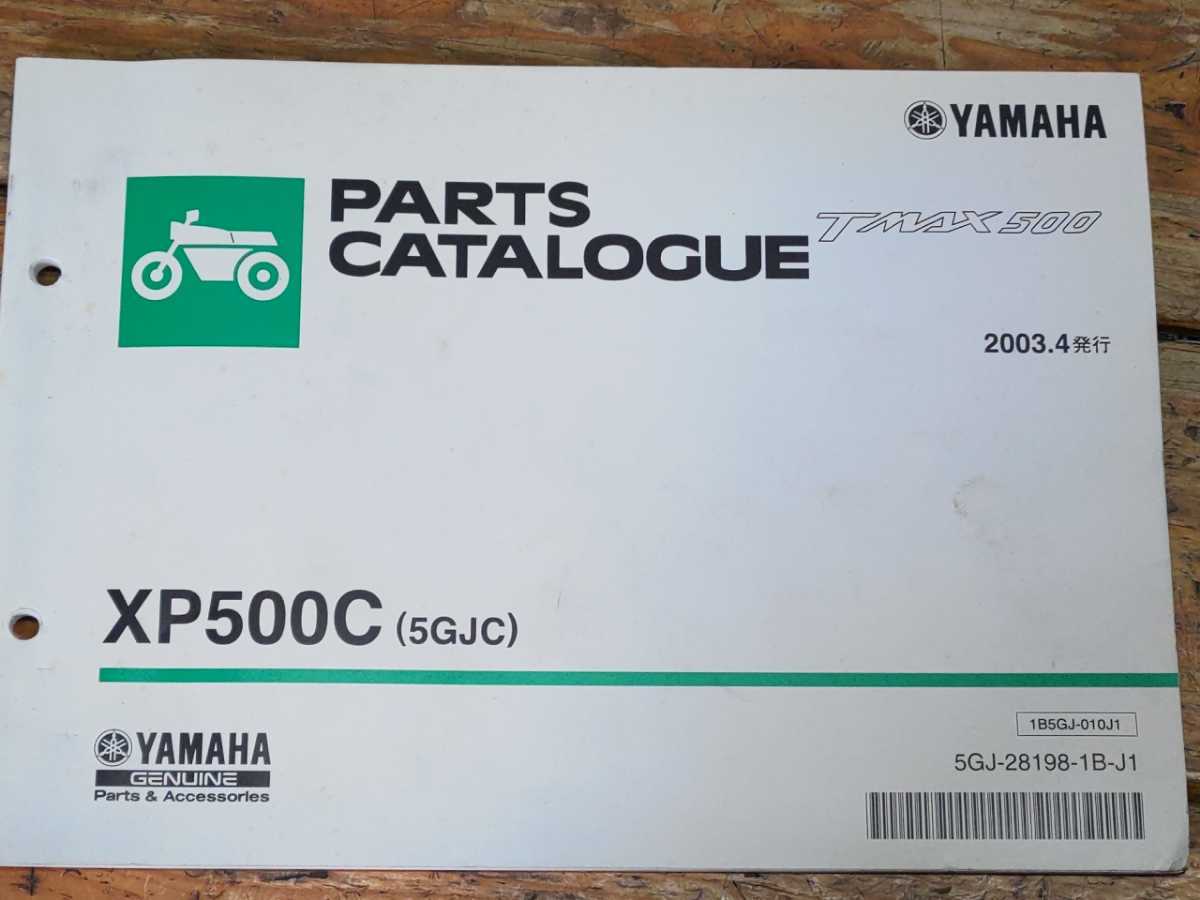 YAMAHA
PARTS
CATALOGUE
TMAX 500
2003.4発行
XP500C (5GJC)
1B5GJ-010J1
5GJ-28198-1B-J1
YAMAHA
GENUINE
Parts & Accessories